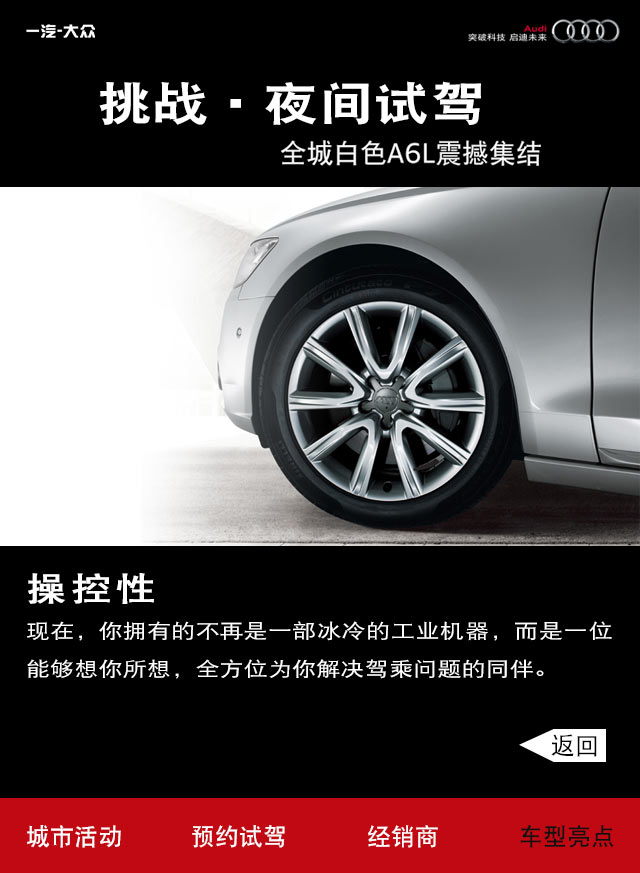 一汽-大众
Audi
突破科技 启迪未来
挑战·夜间试驾
全城白色A6L震撼集结
操控性
现在，你拥有的不再是一部冰冷的工业机器，而是一位
能够想你所想，全方位为你解决驾乘问题的同伴。
返回
城市活动 预约试驾 经销商 车型亮点